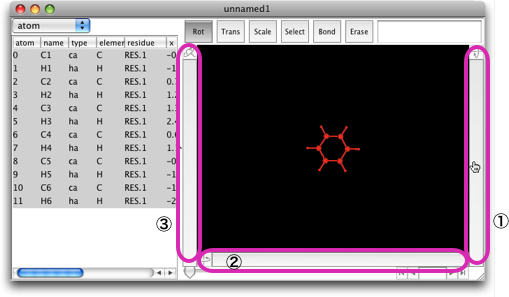 unnamed1
atom
Rot Trans Scale Select Bond Erase
atom name type elemer residue x
0 C1 ca C RES.1 -0
1 H1 ha H RES.1 -1
2 C2 ca C RES.1 0.
3 H2 ha H RES.1 1.2
4 C3 ca C RES.1 1.
5 H3 ha H RES.1 2.4
6 C4 ca C RES.1 0.6
7 H4 ha H RES.1 1.
8 C5 ca C RES.1 -0
9 H5 ha H RES.1 -1
10 C6 ca C RES.1 -1
11 H6 ha H RES.1 -2
①
②
③